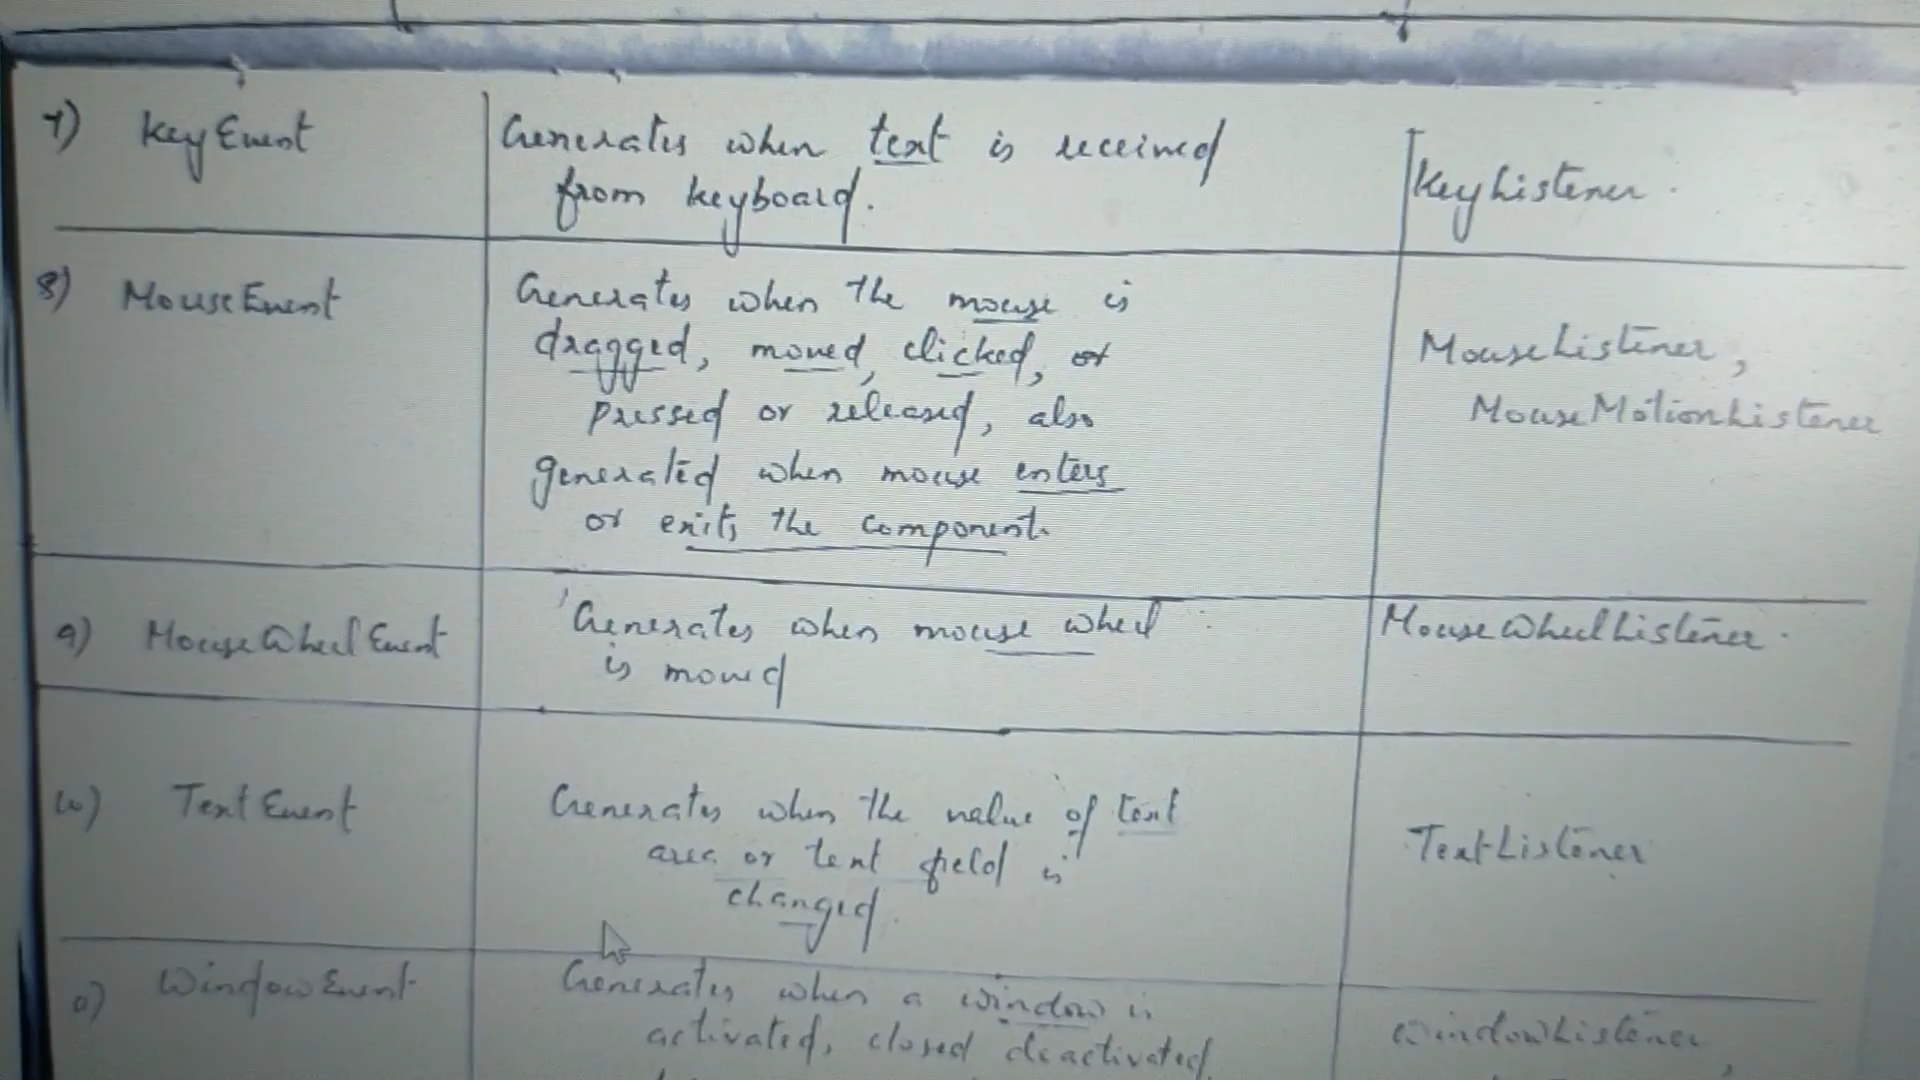 7) KeyEvent
Generates when text is received
from keyboard.
KeyListener.
8) MouseEvent
Generates when the mouse is
dragged, moved, clicked, or
pressed or released, also
generated when mouse enters
or exits the component.
MouseListener,
MouseMotionListener
9) MouseWheelEvent
Generates when mouse wheel
is moved
MouseWheelListener.
10) TextEvent
Generates when the value of text
area or text field is
changed.
TextListener
11) WindowEvent
Generates when a window is
activated, closed deactivated,
WindowListener,